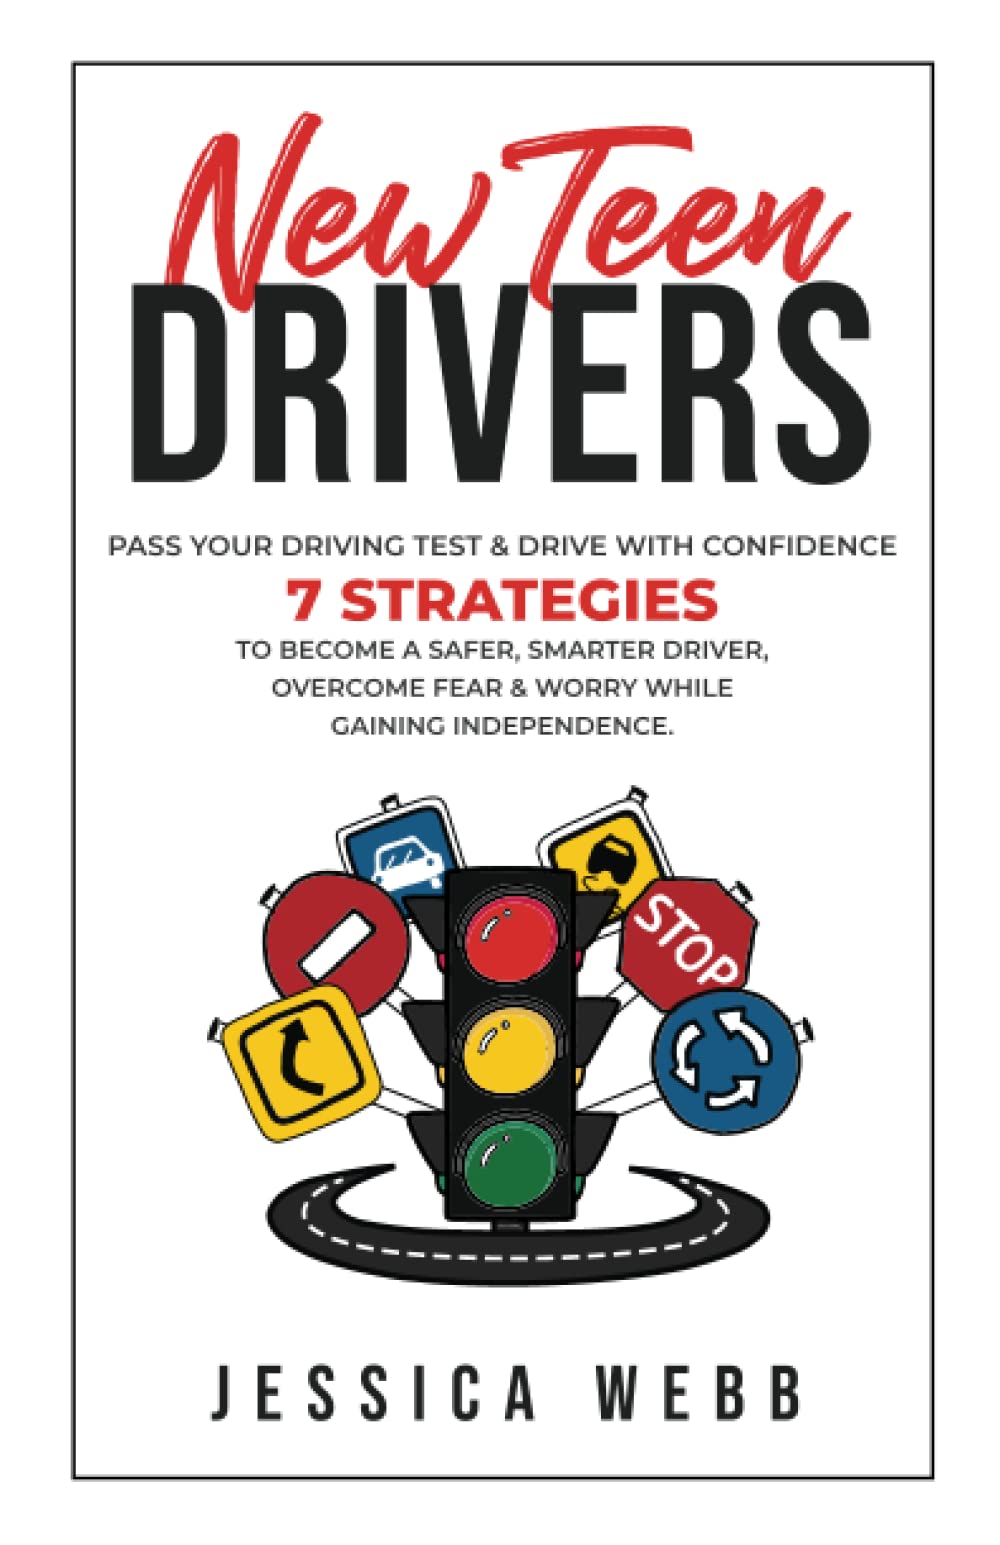 New Teen
DRIVERS
PASS YOUR DRIVING TEST & DRIVE WITH CONFIDENCE
7 STRATEGIES
TO BECOME A SAFER, SMARTER DRIVER,
OVERCOME FEAR & WORRY WHILE
GAINING INDEPENDENCE.
STOP
JESSICA WEBB